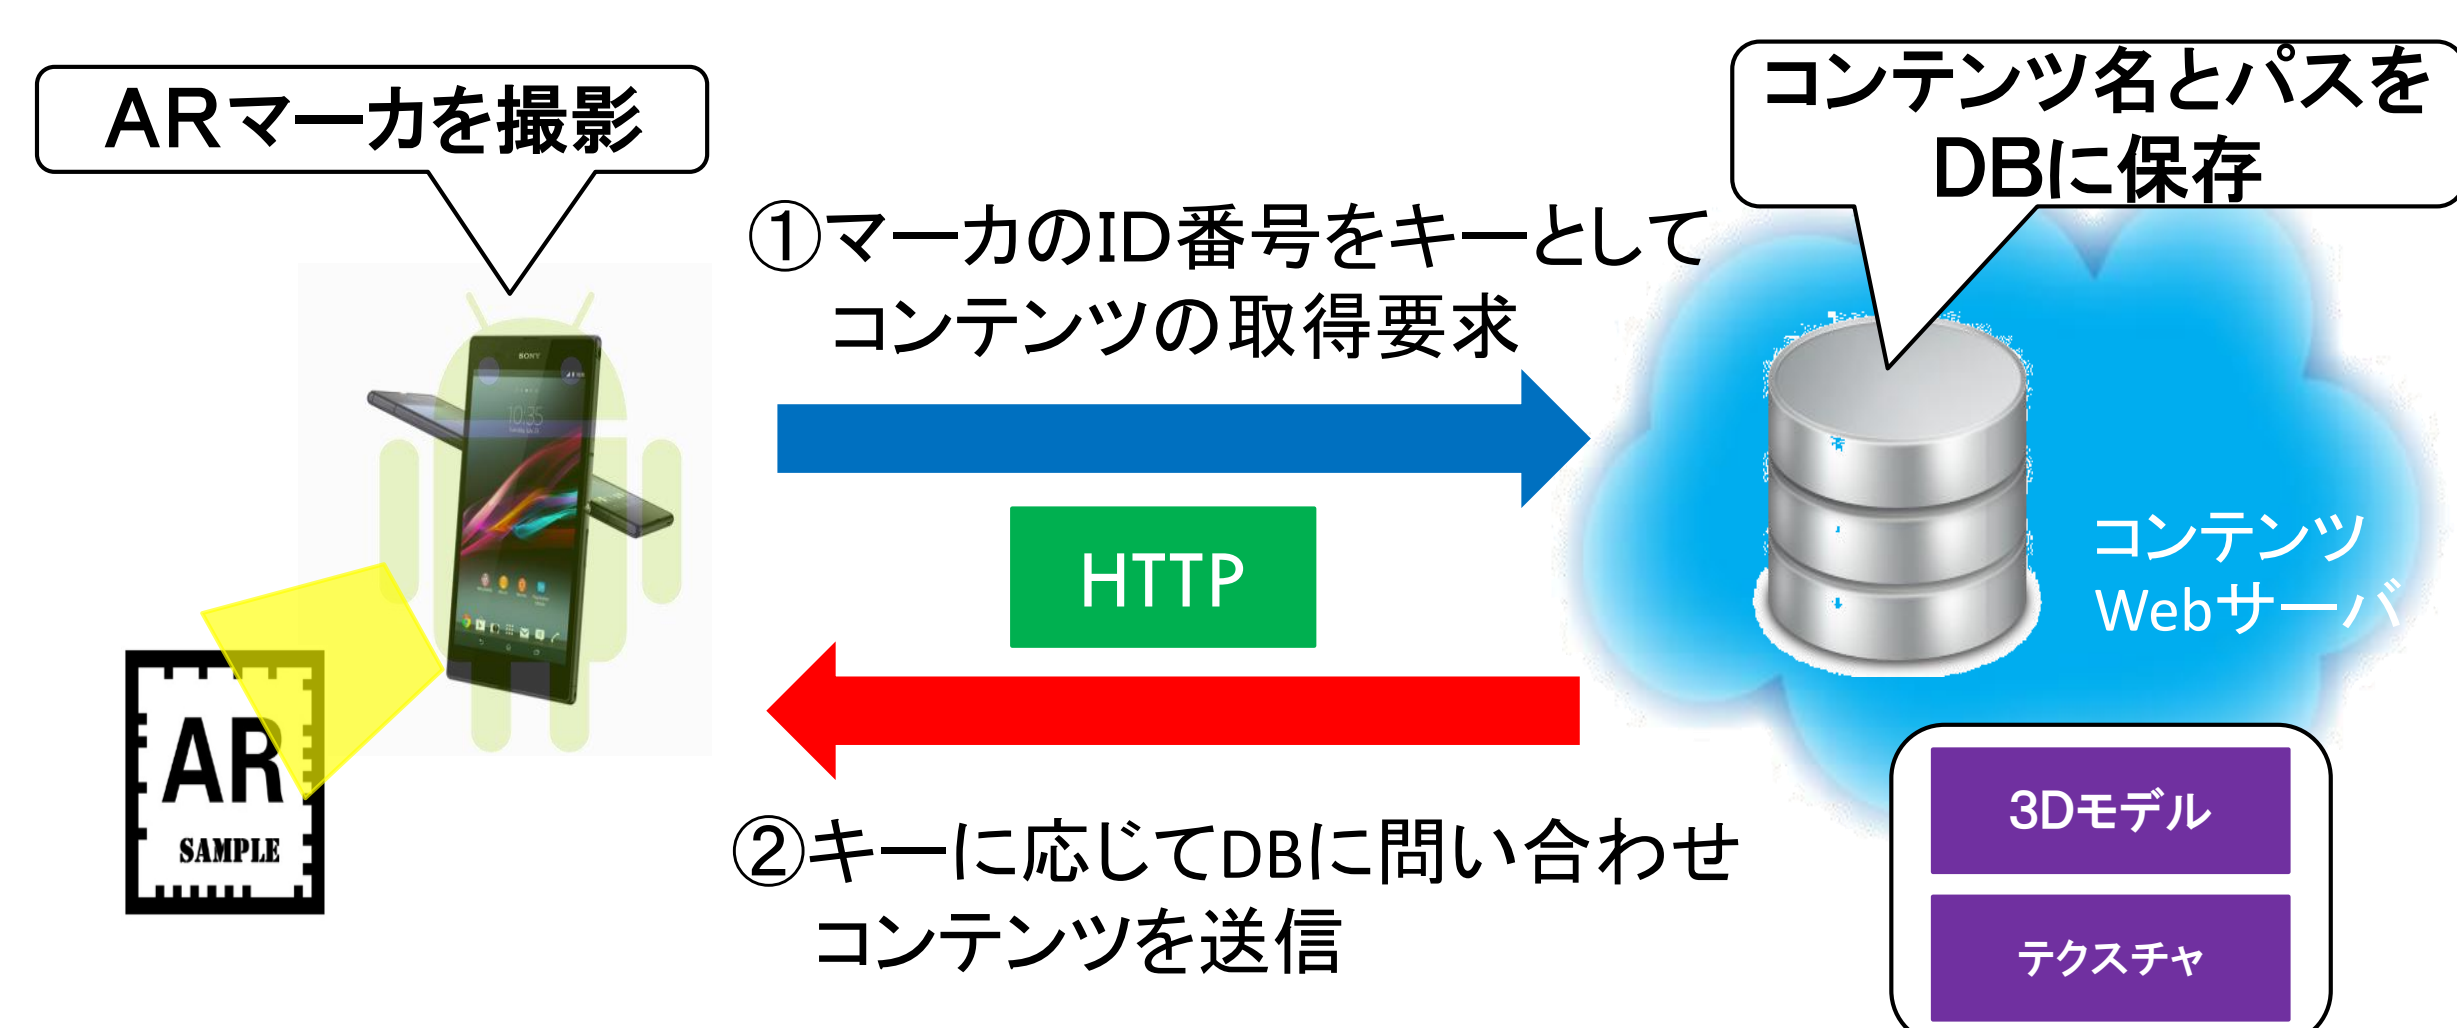 ARマーカを撮影
コンテンツ名とパスを
DBに保存
①マーカのID番号をキーとして
コンテンツの取得要求
SONY
10:35
HTTP
コンテンツ
Webサーバ
AR
SAMPLE
②キーに応じてDBに問い合わせ
コンテンツを送信
3Dモデル
テクスチャ